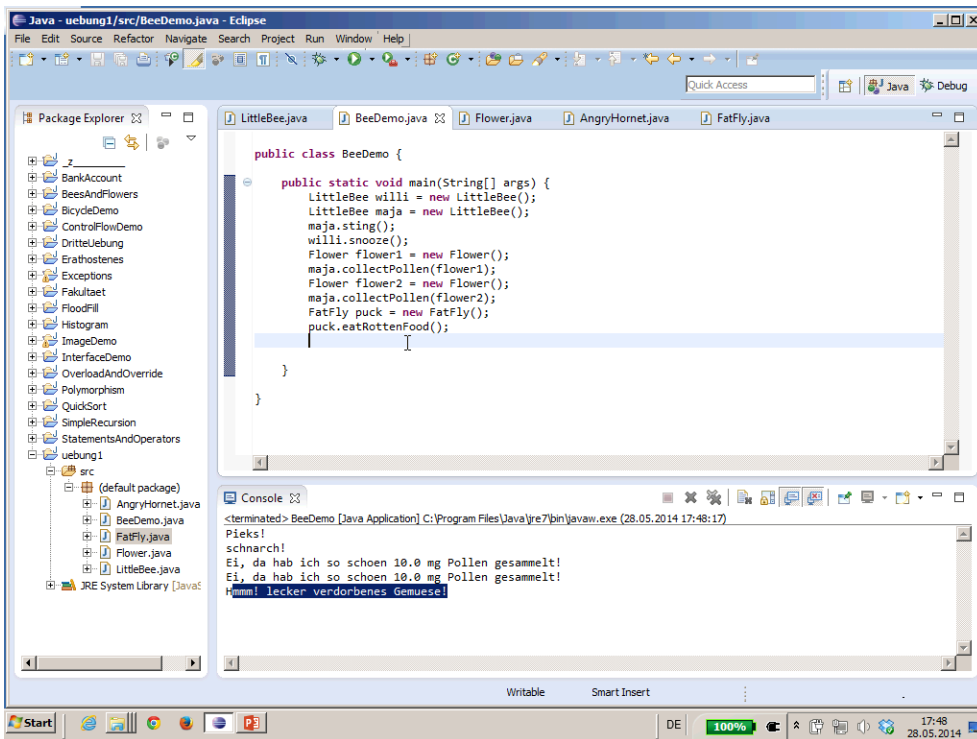 Java - uebung1/src/BeeDemo.java - Eclipse
File Edit Source Refactor Navigate Search Project Run Window Help
Quick Access
Java
Debug
Package Explorer
_z_________
BankAccount
BeesAndFlowers
BicycleDemo
ControlFlowDemo
DritteUebung
Erathostenes
Exceptions
Fakultaet
FloodFill
Histogram
ImageDemo
InterfaceDemo
OverloadAndOverride
Polymorphism
QuickSort
SimpleRecursion
StatementsAndOperators
uebung1
src
(default package)
AngryHornet.java
BeeDemo.java
FatFly.java
Flower.java
LittleBee.java
JRE System Library [JavaS
LittleBee.java BeeDemo.java Flower.java AngryHornet.java FatFly.java
public class BeeDemo {
public static void main(String[] args) {
LittleBee willi = new LittleBee();
LittleBee maja = new LittleBee();
maja.sting();
willi.snooze();
Flower flower1 = new Flower();
maja.collectPollen(flower1);
Flower flower2 = new Flower();
maja.collectPollen(flower2);
FatFly puck = new FatFly();
puck.eatRottenFood();
}
}
Console
<terminated> BeeDemo [Java Application] C:\Program Files\Java\jre7\bin\javaw.exe (28.05.2014 17:48:17)
Pieks!
schnarch!
Ei, da hab ich so schoen 10.0 mg Pollen gesammelt!
Ei, da hab ich so schoen 10.0 mg Pollen gesammelt!
Hmmm! lecker verdorbenes Gemuese!
Writable Smart Insert
Start
DE
100%
17:48
28.05.2014